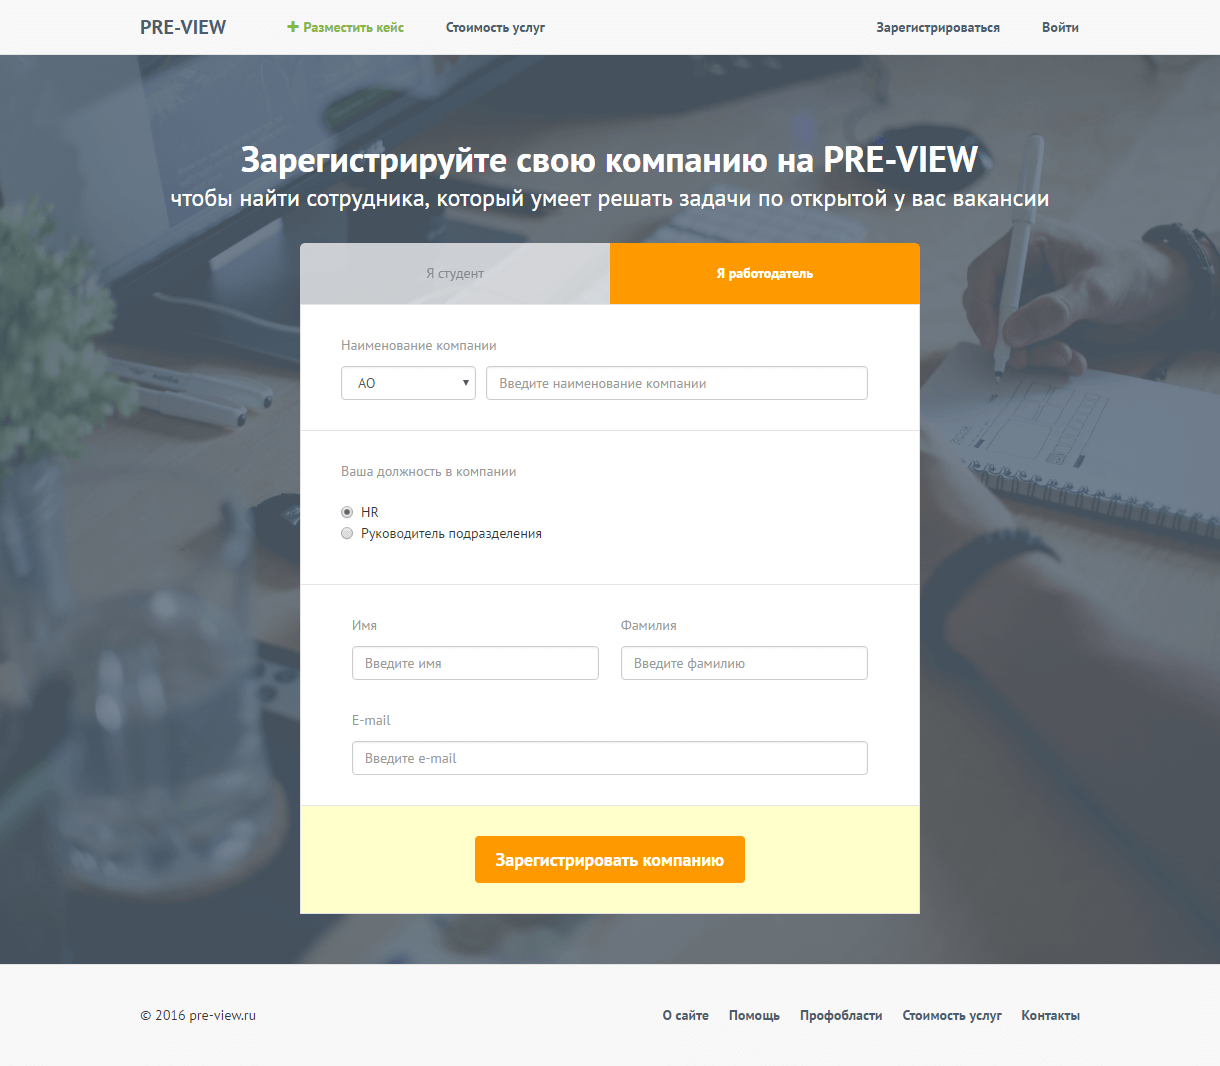 PRE-VIEW
Разместить кейс
Стоимость услуг
Зарегистрироваться
Войти
Зарегистрируйте свою компанию на PRE-VIEW
чтобы найти сотрудника, который умеет решать задачи по открытой у вас вакансии
Я студент
Я работодатель
Наименование компании
АО
Введите наименование компании
Ваша должность в компании
HR
Руководитель подразделения
Имя
Фамилия
Введите имя
Введите фамилию
E-mail
Введите e-mail
Зарегистрировать компанию
© 2016 pre-view.ru
О сайте
Помощь
Профобласти
Стоимость услуг
Контакты